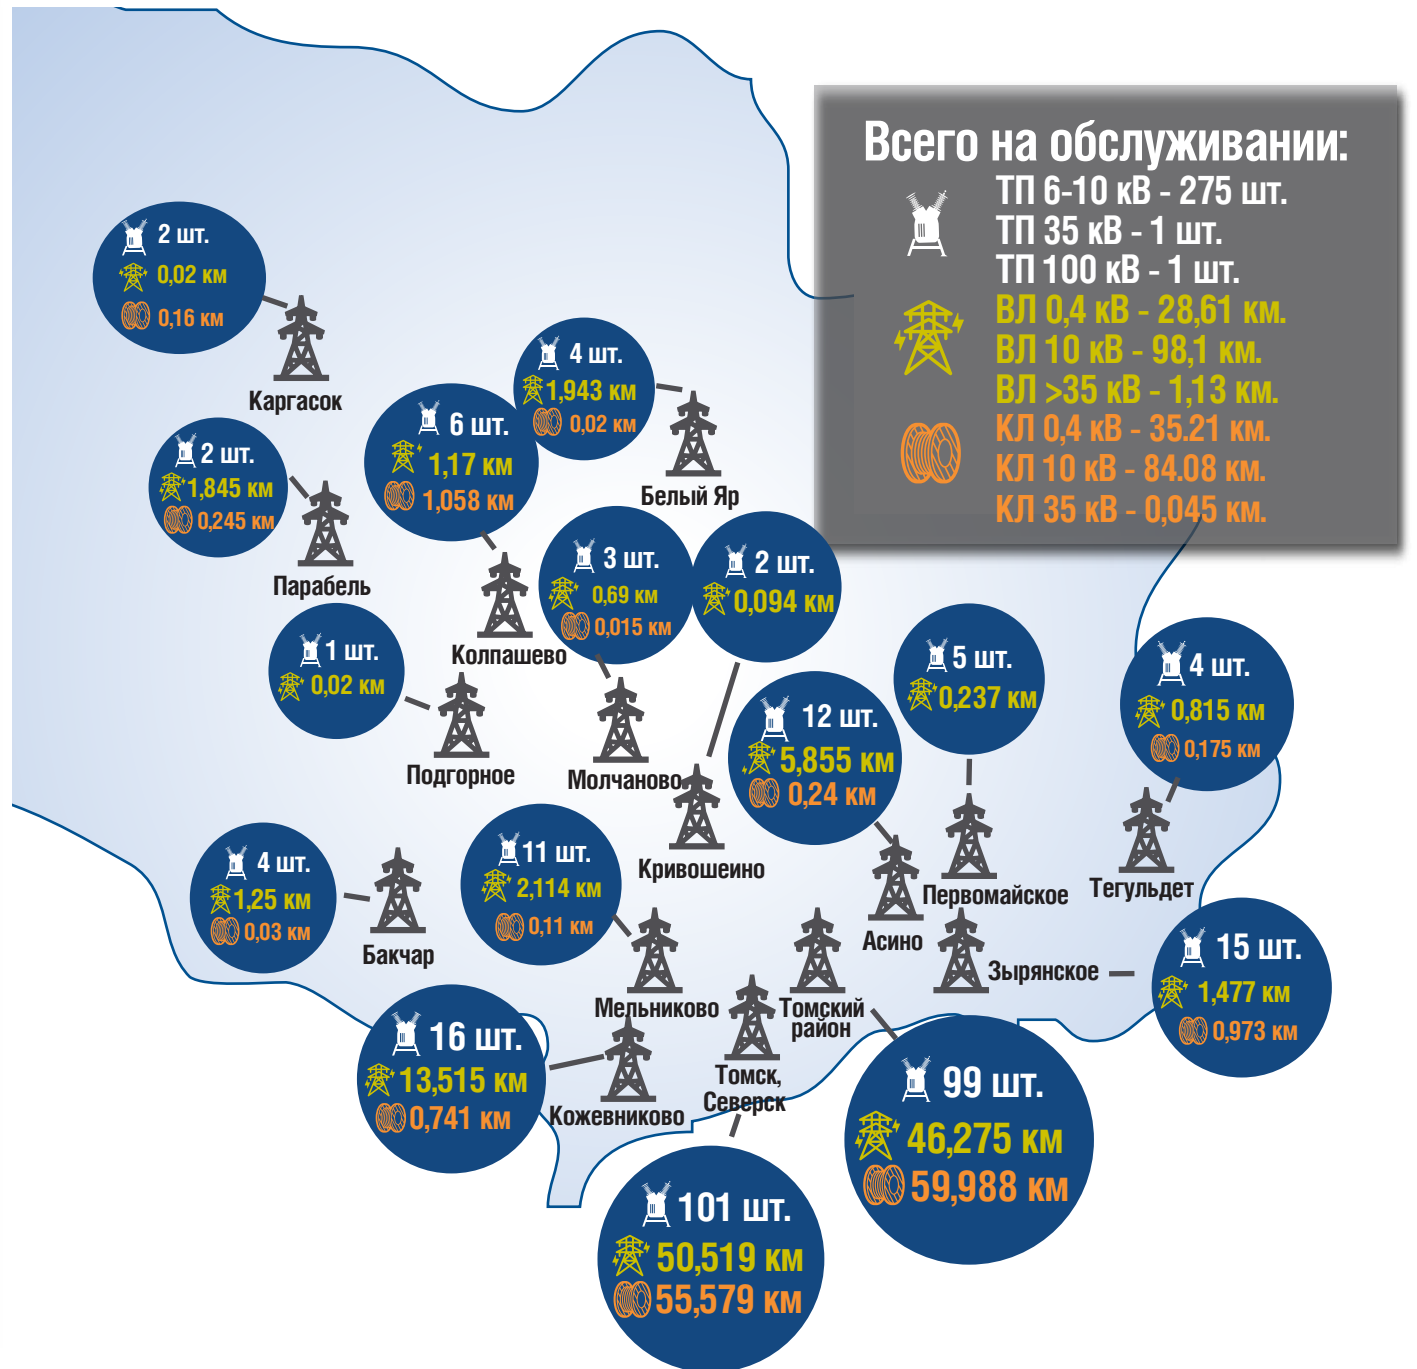 Всего на обслуживании:
ТП 6-10 кВ - 275 шт.
ТП 35 кВ - 1 шт.
ТП 100 кВ - 1 шт.
ВЛ 0,4 кВ - 28,61 км.
ВЛ 10 кВ - 98,1 км.
ВЛ >35 кВ - 1,13 км.
КЛ 0,4 кВ - 35.21 км.
КЛ 10 кВ - 84.08 км.
КЛ 35 кВ - 0,045 км.
2 шт.
0,02 км
0,16 км
Каргасок
4 шт.
1,943 км
0,02 км
Белый Яр
6 шт.
1,17 км
1,058 км
Колпашево
2 шт.
1,845 км
0,245 км
Парабель
3 шт.
0,69 км
0,015 км
Молчаново
2 шт.
0,094 км
Кривошеино
1 шт.
0,02 км
Подгорное
5 шт.
0,237 км
Первомайское
4 шт.
0,815 км
0,175 км
Тегульдет
12 шт.
5,855 км
0,24 км
Асино
4 шт.
1,25 км
0,03 км
Бакчар
11 шт.
2,114 км
0,11 км
Мельниково
15 шт.
1,477 км
0,973 км
Зырянское
16 шт.
13,515 км
0,741 км
Кожевниково
Томский
район
99 шт.
46,275 км
59,988 км
Томск,
Северск
101 шт.
50,519 км
55,579 км